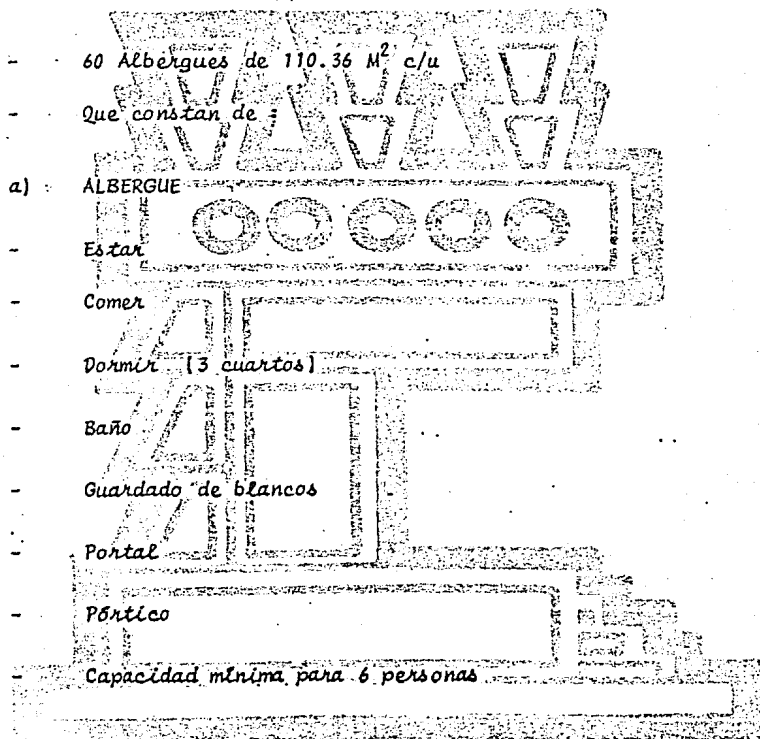 - 60 Albergues de 110.36 M² c/u
- Que constan de :
a) ALBERGUE
- Estar
- Comer
- Dormir (3 cuartos)
- Baño
- Guardado de blancos
- Portal
- Pórtico
- Capacidad mínima para 6 personas